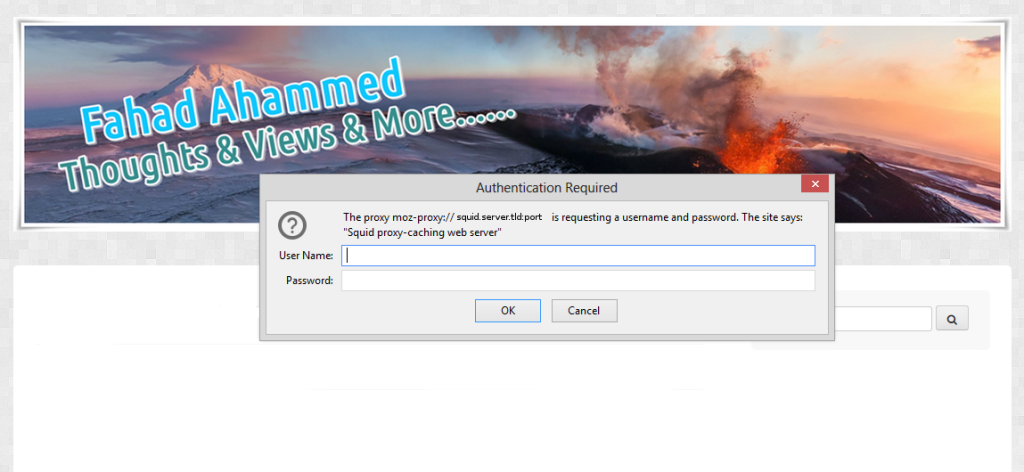 Fahad Ahammed
Thoughts & Views & More......
Authentication Required
The proxy moz-proxy:// squid.server.tld:port is requesting a username and password. The site says:
"Squid proxy-caching web server"
User Name:
Password:
OK Cancel